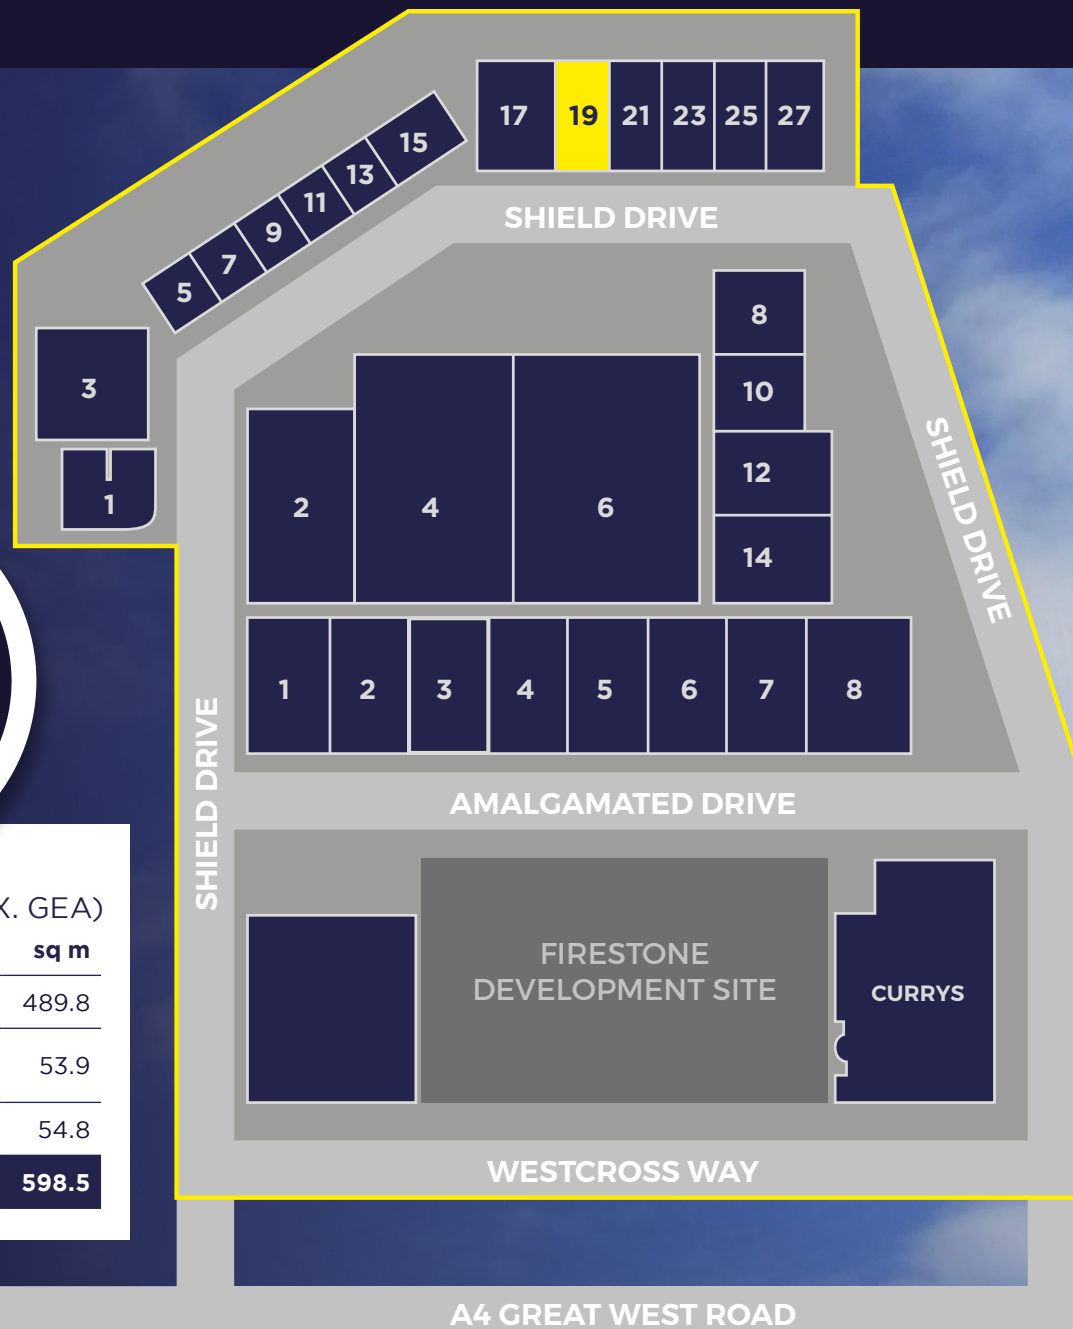 17 19 21 23 25 27
15
13
11
9
7
5
SHIELD DRIVE
3
1
8
10
12
14
2 4 6
SHIELD DRIVE
1 2 3 4 5 6 7 8
SHIELD DRIVE
AMALGAMATED DRIVE
X. GEA)
sq m
489.8
53.9
54.8
598.5
FIRESTONE
DEVELOPMENT SITE
CURRYS
WESTCROSS WAY
A4 GREAT WEST ROAD